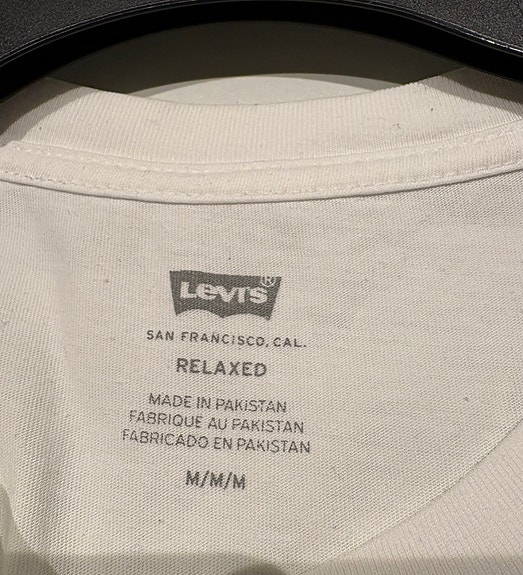 LEVI'S®
SAN FRANCISCO, CAL.
RELAXED
MADE IN PAKISTAN
FABRIQUE AU PAKISTAN
FABRICADO EN PAKISTAN
M/M/M